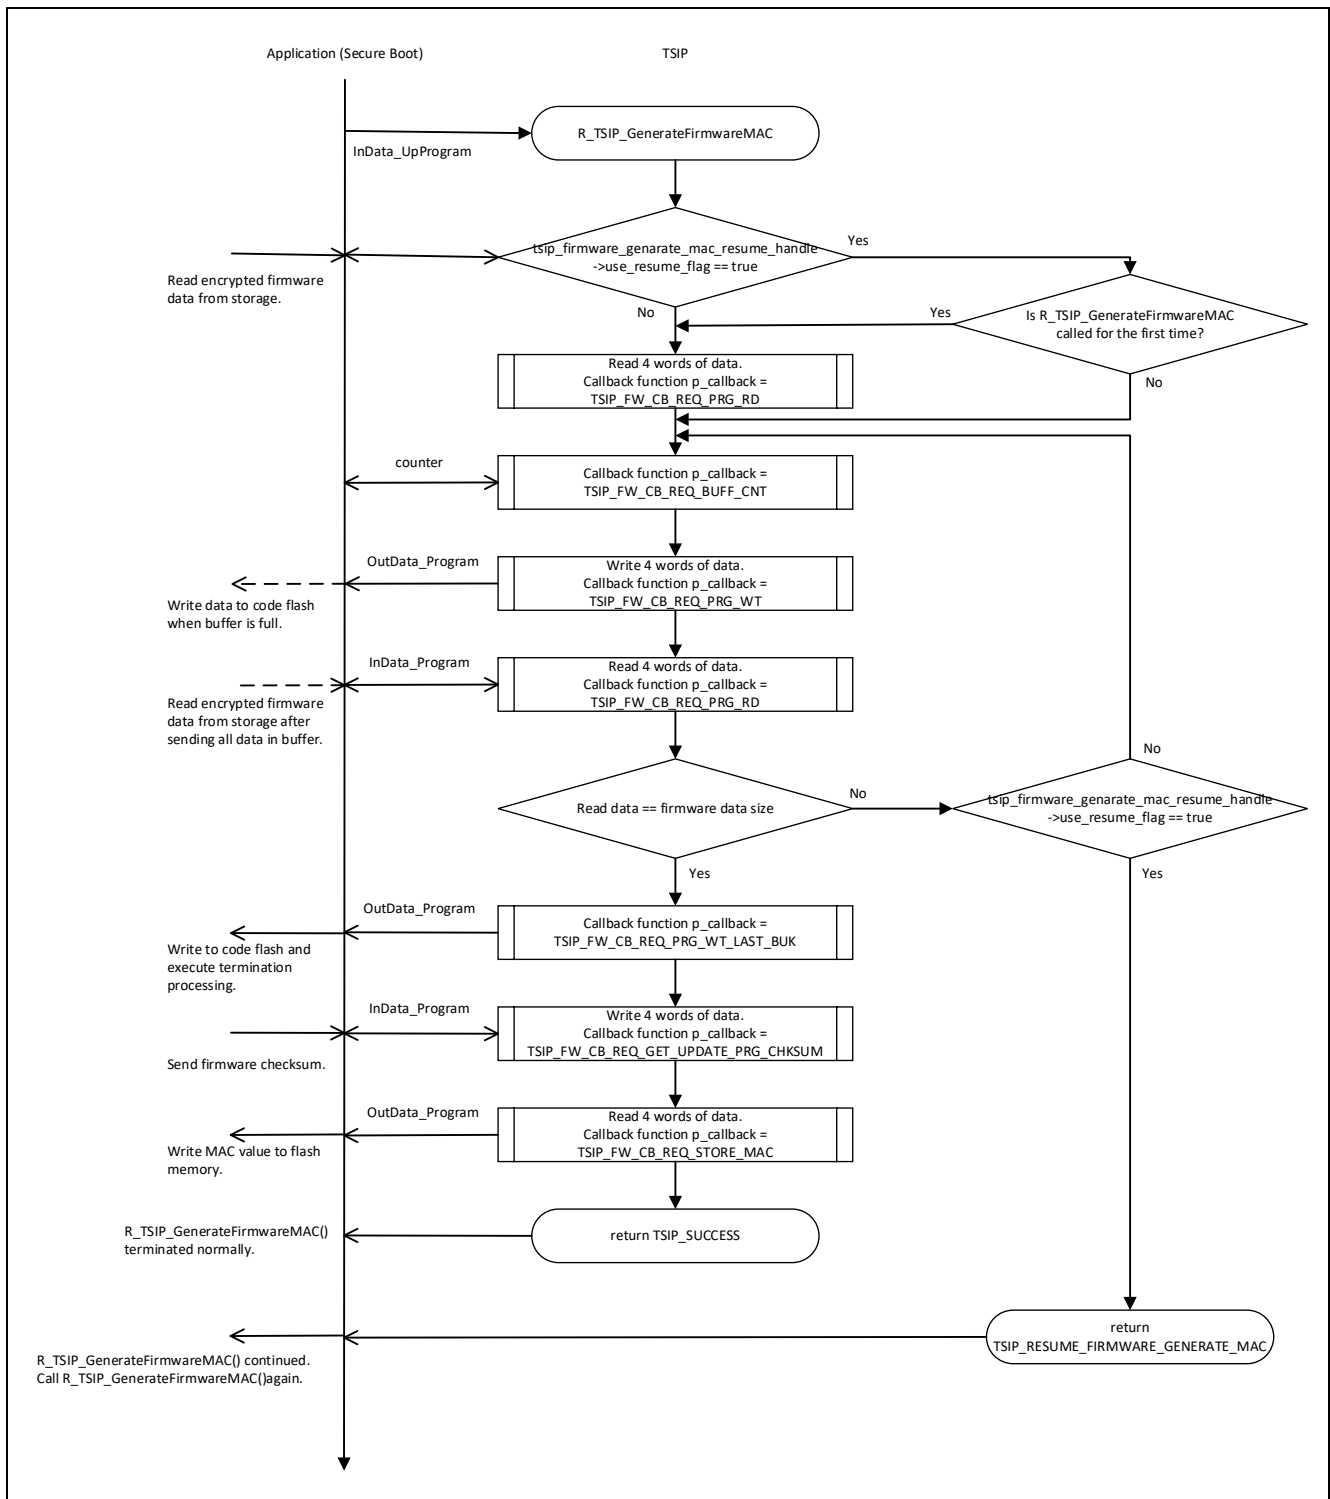 Application (Secure Boot)
TSIP
R_TSIP_GenerateFirmwareMAC
InData_UpProgram
tsip_firmware_genarate_mac_resume_handle
->use_resume_flag == true
Yes
Read encrypted firmware
data from storage.
No
Yes
Is R_TSIP_GenerateFirmwareMAC
called for the first time?
No
Read 4 words of data.
Callback function p_callback =
TSIP_FW_CB_REQ_PRG_RD
counter
Callback function p_callback =
TSIP_FW_CB_REQ_BUFF_CNT
OutData_Program
Write 4 words of data.
Callback function p_callback =
TSIP_FW_CB_REQ_PRG_WT
Write data to code flash
when buffer is full.
InData_Program
Read 4 words of data.
Callback function p_callback =
TSIP_FW_CB_REQ_PRG_RD
Read encrypted firmware
data from storage after
sending all data in buffer.
No
Read data == firmware data size
No
tsip_firmware_genarate_mac_resume_handle
->use_resume_flag == true
Yes
Yes
OutData_Program
Callback function p_callback =
TSIP_FW_CB_REQ_PRG_WT_LAST_BUK
Write to code flash and
execute termination
processing.
InData_Program
Write 4 words of data.
Callback function p_callback =
TSIP_FW_CB_REQ_GET_UPDATE_PRG_CHKSUM
Send firmware checksum.
OutData_Program
Read 4 words of data.
Callback function p_callback =
TSIP_FW_CB_REQ_STORE_MAC
Write MAC value to flash
memory.
R_TSIP_GenerateFirmwareMAC()
terminated normally.
return TSIP_SUCCESS
return
TSIP_RESUME_FIRMWARE_GENERATE_MAC
R_TSIP_GenerateFirmwareMAC() continued.
Call R_TSIP_GenerateFirmwareMAC()again.